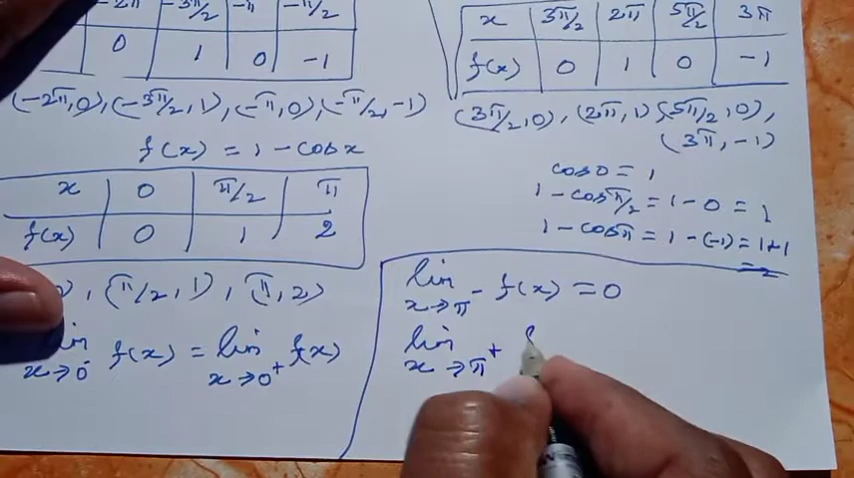 -2π -3π/2 -π -π/2
0 1 0 -1
(-2π,0), (-3π/2, 1), (-π, 0), (-π/2, -1)
x 3π/2 2π 5π/2 3π
f(x) 0 1 0 -1
(3π/2, 0), (2π, 1) (5π/2, 0),
(3π, -1)
f(x) = 1 - cos x
x 0 π/2 π
f(x) 0 1 2
0), (π/2, 1), (π, 2)
lim f(x) = lim f(x)
x→0⁻ x→0⁺
cos 0 = 1
1 - cos π/2 = 1 - 0 = 1
1 - cos π = 1 - (-1) = 1+1
= 2
lim f(x) = 0
x→π⁻
lim
x→π⁺